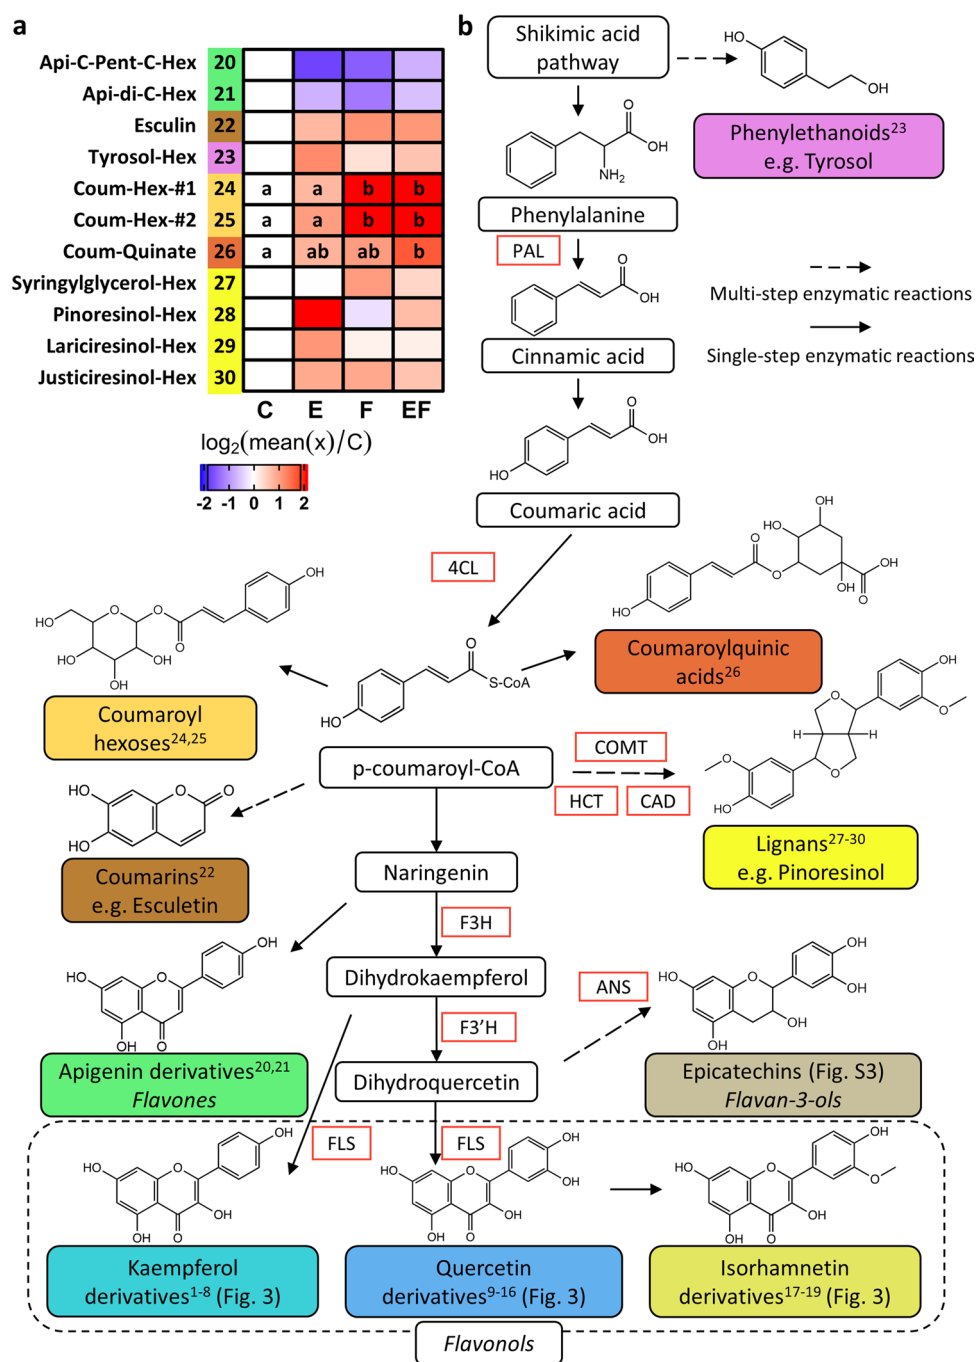 a
Api-C-Pent-C-Hex 20
Api-di-C-Hex 21
Esculin 22
Tyrosol-Hex 23
Coum-Hex-#1 24 a a b b
Coum-Hex-#2 25 a a b b
Coum-Quinate 26 a ab ab b
Syringylglycerol-Hex 27
Pinoresinol-Hex 28
Lariciresinol-Hex 29
Justiciresinol-Hex 30
C E F EF
log2(mean(x)/C)
-2 -1 0 1 2
b
Shikimic acid
pathway
HO
OH
Phenylethanoids23
e.g. Tyrosol
O
OH
NH2
Phenylalanine
PAL
O
OH
Cinnamic acid
Multi-step enzymatic reactions
Single-step enzymatic reactions
O
OH
HO
Coumaric acid
4CL
OH
HO
O
O
OH
OH
O
HO
Coumaroylquinic
acids26
OH
O
O
O
HO
HO
OH
OH
Coumaroyl
hexoses24,25
O
S-CoA
HO
p-coumaroyl-CoA
COMT
HCT CAD
OH
O
O
H H
O
O
HO
Lignans27-30
e.g. Pinoresinol
HO
HO
O
O
Coumarins22
e.g. Esculetin
Naringenin
F3H
Dihydrokaempferol
F3’H
Dihydroquercetin
ANS
OH
HO
O
OH
O
Apigenin derivatives20,21
Flavones
OH
OH
HO
O
OH
OH
Epicatechins (Fig. S3)
Flavan-3-ols
FLS
FLS
OH
HO
O
OH
OH
O
Kaempferol
derivatives1-8 (Fig. 3)
OH
OH
HO
O
OH
OH
O
Quercetin
derivatives9-16 (Fig. 3)
OH
O
HO
O
OH
OH
O
Isorhamnetin
derivatives17-19 (Fig. 3)
Flavonols